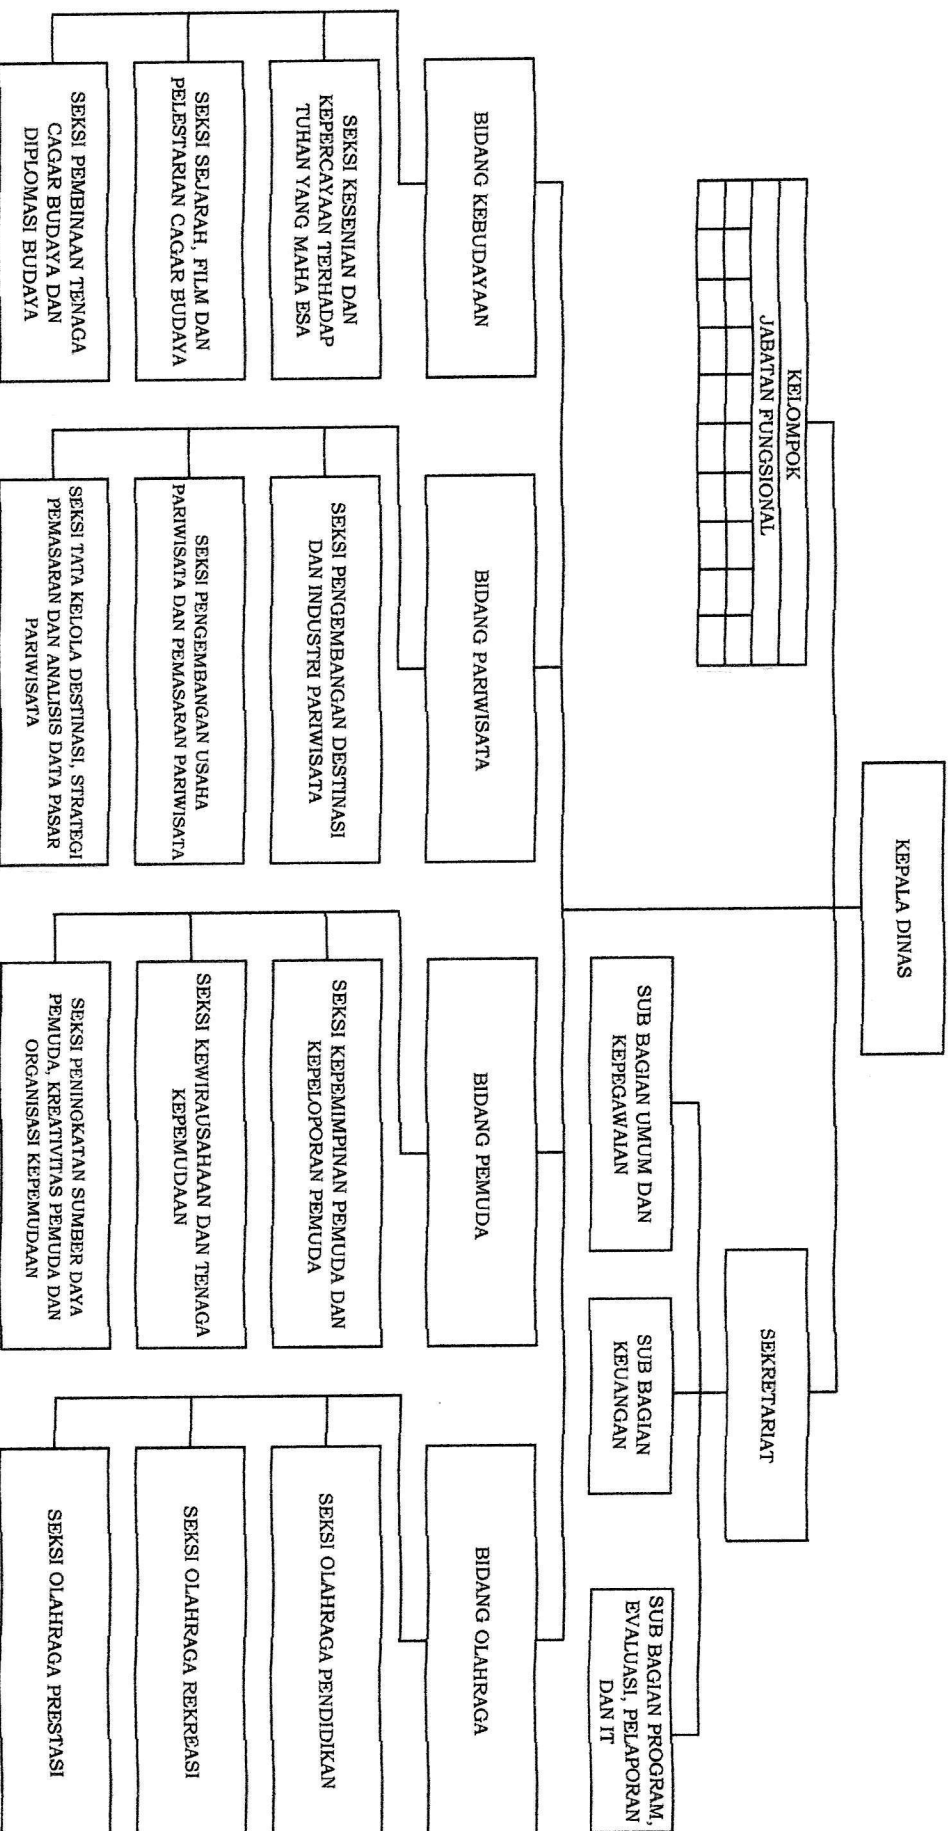 KEPALA DINAS
KELOMPOK
JABATAN FUNGSIONAL
SEKRETARIAT
SUB BAGIAN UMUM DAN
KEPEGAWAIAN
SUB BAGIAN
KEUANGAN
SUB BAGIAN PROGRAM,
EVALUASI, PELAPORAN
DAN IT
BIDANG KEBUDAYAAN
BIDANG PARIWISATA
BIDANG PEMUDA
BIDANG OLAHRAGA
SEKSI KESENIAN DAN
KEPERCAYAAN TERHADAP
TUHAN YANG MAHA ESA
SEKSI PENGEMBANGAN DESTINASI
DAN INDUSTRI PARIWISATA
SEKSI KEPEMIMPINAN PEMUDA DAN
KEPELOPORAN PEMUDA
SEKSI OLAHRAGA PENDIDIKAN
SEKSI SEJARAH, FILM DAN
PELESTARIAN CAGAR BUDAYA
SEKSI PENGEMBANGAN USAHA
PARIWISATA DAN PEMASARAN PARIWISATA
SEKSI KEWIRAUSAHAAN DAN TENAGA
KEPEMUDAAN
SEKSI OLAHRAGA REKREASI
SEKSI PEMBINAAN TENAGA
CAGAR BUDAYA DAN
DIPLOMASI BUDAYA
SEKSI TATA KELOLA DESTINASI, STRATEGI
PEMASARAN DAN ANALISIS DATA PASAR
PARIWISATA
SEKSI PENINGKATAN SUMBER DAYA
PEMUDA, KREATIVITAS PEMUDA DAN
ORGANISASI KEPEMUDAAN
SEKSI OLAHRAGA PRESTASI